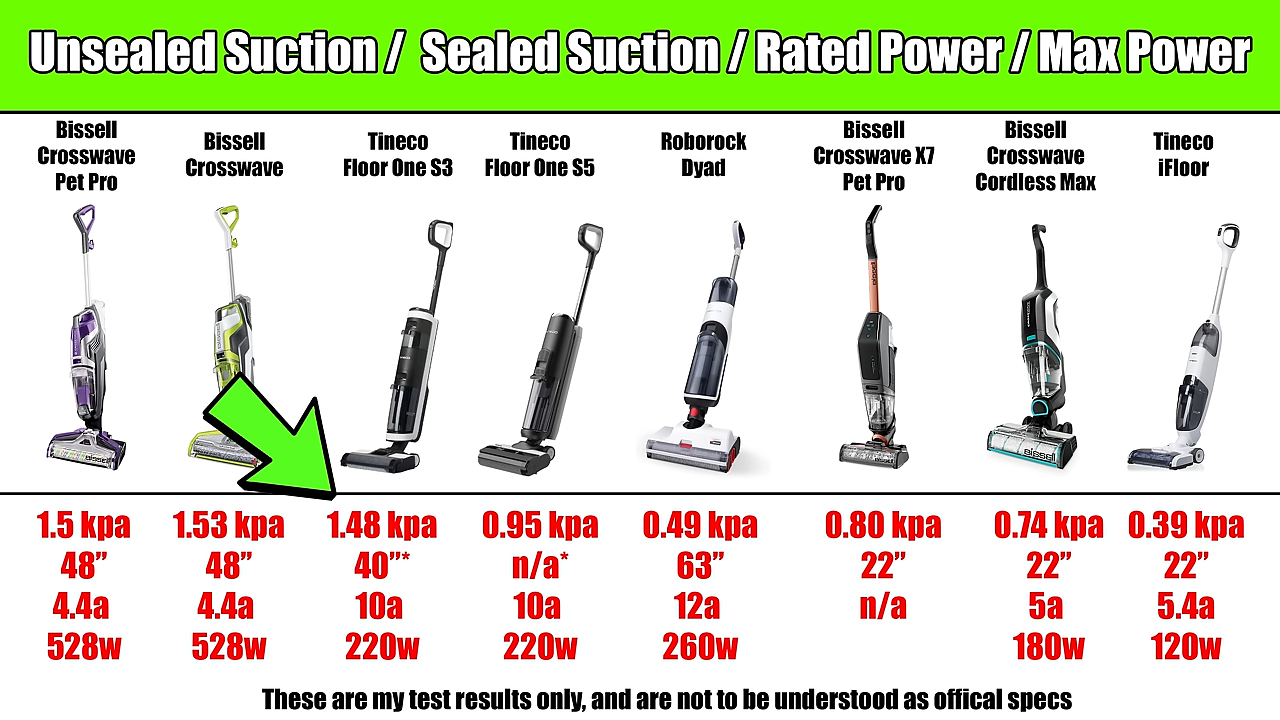 Unsealed Suction / Sealed Suction / Rated Power / Max Power
Bissell
Crosswave
Pet Pro
Bissell
Crosswave
Tineco
Floor One S3
Tineco
Floor One S5
Roborock
Dyad
Bissell
Crosswave X7
Pet Pro
Bissell
Crosswave
Cordless Max
Tineco
iFloor
BISSELL
BISSELL
BISSELL
BISSELL
BISSELL
1.5 kpa 1.53 kpa 1.48 kpa 0.95 kpa 0.49 kpa 0.80 kpa 0.74 kpa 0.39 kpa
48” 48” 40”* n/a* 63” 22” 22” 22”
4.4a 4.4a 10a 10a 12a n/a 5a 5.4a
528w 528w 220w 220w 260w 180w 120w
These are my test results only, and are not to be understood as offical specs